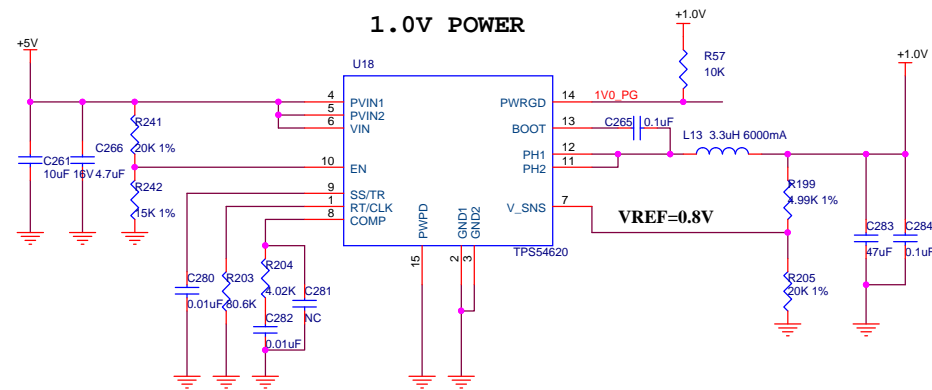 1.0V POWER
+5V
+1.0V
+1.0V
U18
R57
10K
4
PVIN1
5
PVIN2
6
VIN
PWRGD
14
1V0_PG
BOOT
13
C265
0.1uF
L13 3.3uH 6000mA
R241
20K 1%
C261
10uF 16V
C266
4.7uF
10
EN
PH1
12
PH2
11
R242
15K 1%
9
SS/TR
1
RT/CLK
8
COMP
V_SNS
7
VREF=0.8V
R199
4.99K 1%
PWPD
GND1
GND2
TPS54620
15
2
3
C283
47uF
C284
0.1uF
C280
0.01uF
R203
80.6K
R204
4.02K
C281
NC
C282
0.01uF
R205
20K 1%